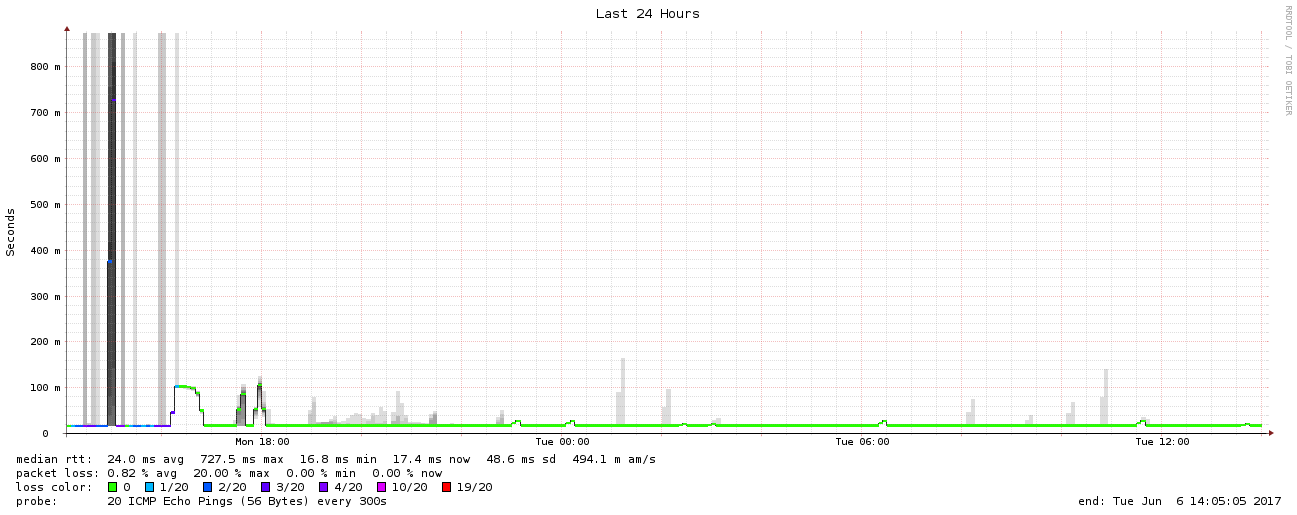 Last 24 Hours
RRDTOOL / TOBI OETIKER
Seconds
800 m
700 m
600 m
500 m
400 m
300 m
200 m
100 m
0
Mon 18:00 Tue 00:00 Tue 06:00 Tue 12:00
median rtt: 24.0 ms avg 727.5 ms max 16.8 ms min 17.4 ms now 48.6 ms sd 494.1 m am/s
packet loss: 0.82 % avg 20.00 % max 0.00 % min 0.00 % now
loss color: 0 1/20 2/20 3/20 4/20 10/20 19/20
probe: 20 ICMP Echo Pings (56 Bytes) every 300s end: Tue Jun 6 14:05:05 2017